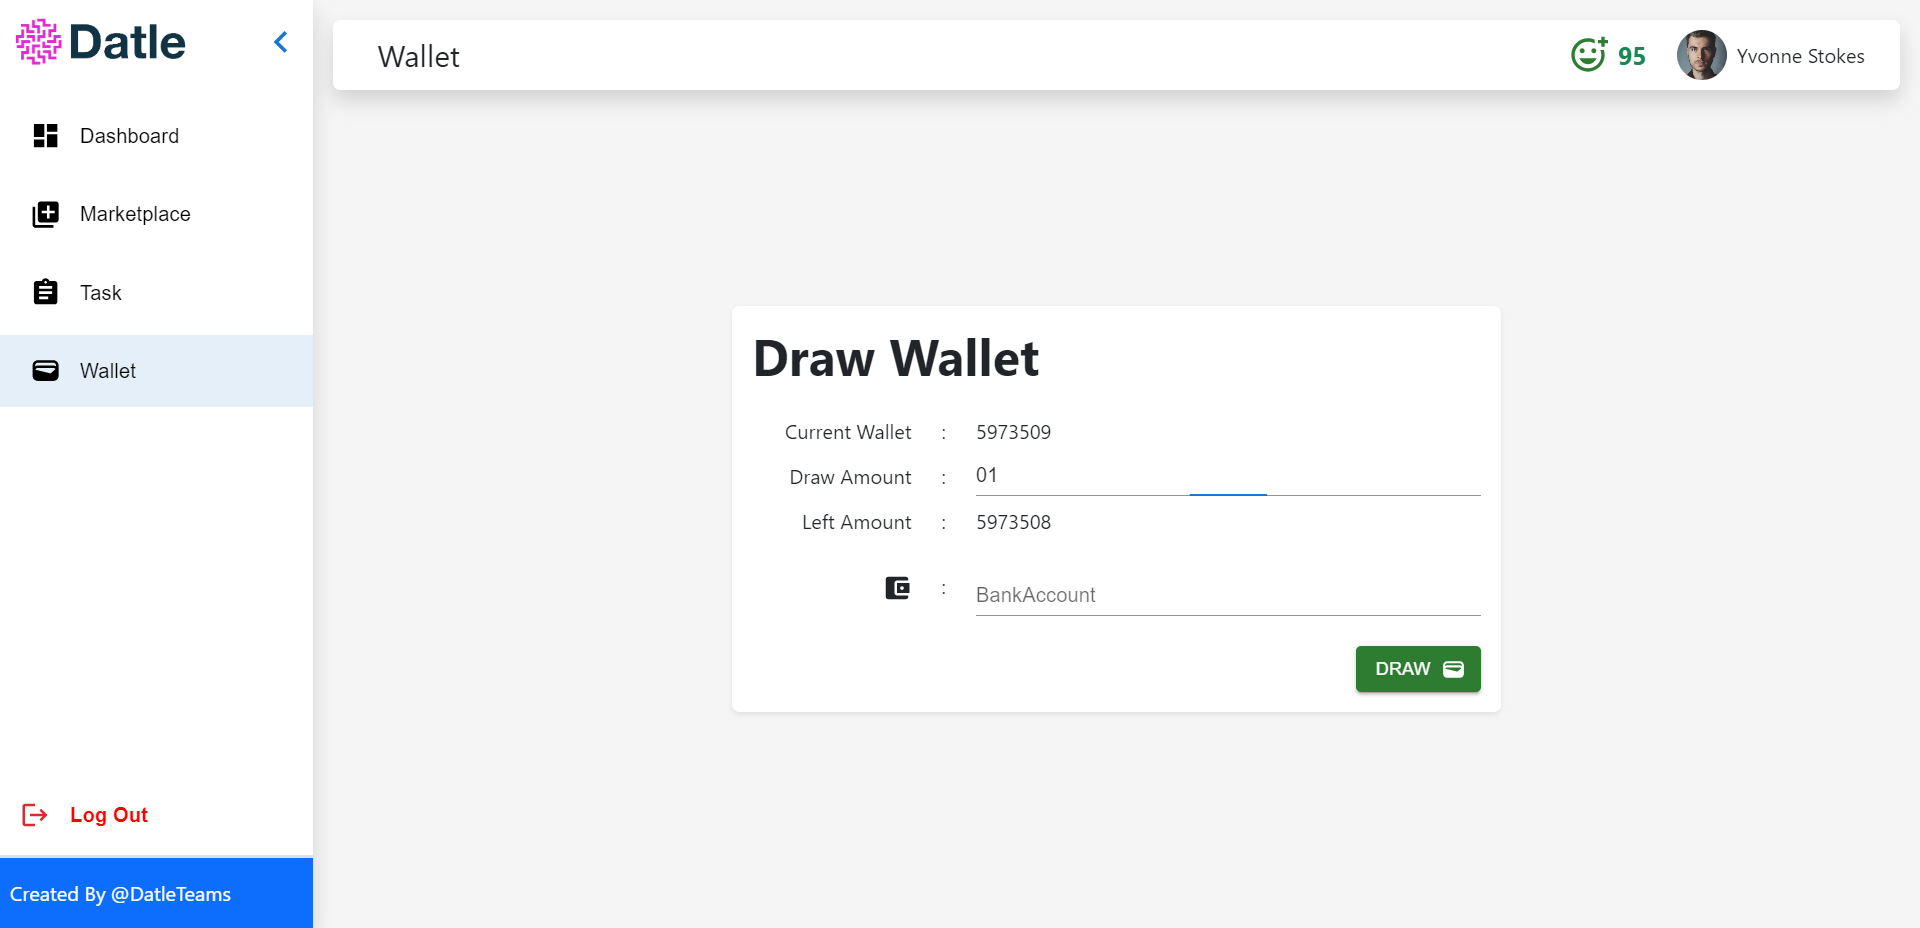 Datle
Wallet
95
Yvonne Stokes
Dashboard
Marketplace
Task
Wallet
Draw Wallet
Current Wallet : 5973509
Draw Amount : 01
Left Amount : 5973508
: BankAccount
DRAW
Log Out
Created By @DatleTeams